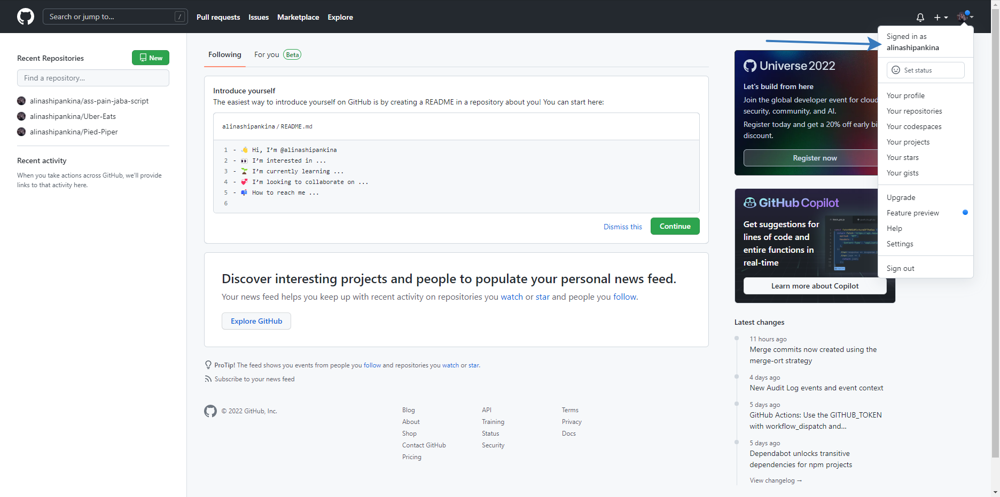 Search or jump to...
/
Pull requests
Issues
Marketplace
Explore
Signed in as
alinashipankina
Set status
Your profile
Your repositories
Your codespaces
Your projects
Your stars
Your gists
Upgrade
Feature preview
Help
Settings
Sign out
Recent Repositories
New
Find a repository...
alinashipankina/ass-pain-jaba-script
alinashipankina/Uber-Eats
alinashipankina/Pied-Piper
Recent activity
When you take actions across GitHub, we'll provide
links to that activity here.
Following
For you
Beta
Introduce yourself
The easiest way to introduce yourself on GitHub is by creating a README in a repository about you! You can start here:
alinashipankina/README.md
1 - 👋 Hi, I'm @alinashipankina
2 - 👀 I'm interested in ...
3 - 🌱 I'm currently learning ...
4 - 💞️ I'm looking to collaborate on ...
5 - 📫 How to reach me ...
6
Dismiss this
Continue
Discover interesting projects and people to populate your personal news feed.
Your news feed helps you keep up with recent activity on repositories you watch or star and people you follow.
Explore GitHub
ProTip! The feed shows you events from people you follow and repositories you watch or star.
Subscribe to your news feed
© 2022 GitHub, Inc.
Blog
About
Shop
Contact GitHub
Pricing
API
Training
Status
Security
Terms
Privacy
Docs
Universe 2022
Let's build from here
Join the global developer event for cloud
security, community, and AI.
Register today and get a 20% off early bi
discount.
Register now
GitHub Copilot
Get suggestions for
lines of code and
entire functions in
real-time
Learn more about Copilot
Latest changes
11 hours ago
Merge commits now created using the
merge-ort strategy
4 days ago
New Audit Log events and event context
5 days ago
GitHub Actions: Use the GITHUB_TOKEN
with workflow_dispatch and...
5 days ago
Dependabot unlocks transitive
dependencies for npm projects
View changelog →